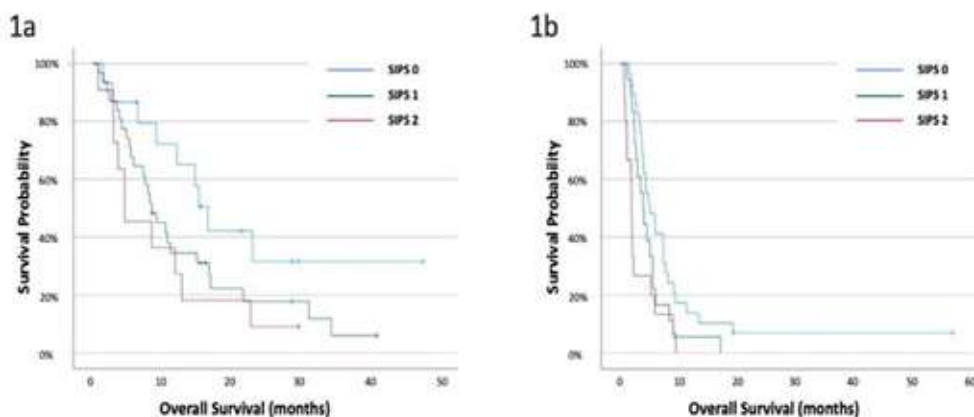 1a
100%
80%
60%
40%
20%
0%
Survival Probability
SIPS 0
SIPS 1
SIPS 2
0 10 20 30 40 50
Overall Survival (months)
1b
100%
80%
60%
40%
20%
0%
Survival Probability
SIPS 0
SIPS 1
SIPS 2
0 10 20 30 40 50 60
Overall Survival (months)